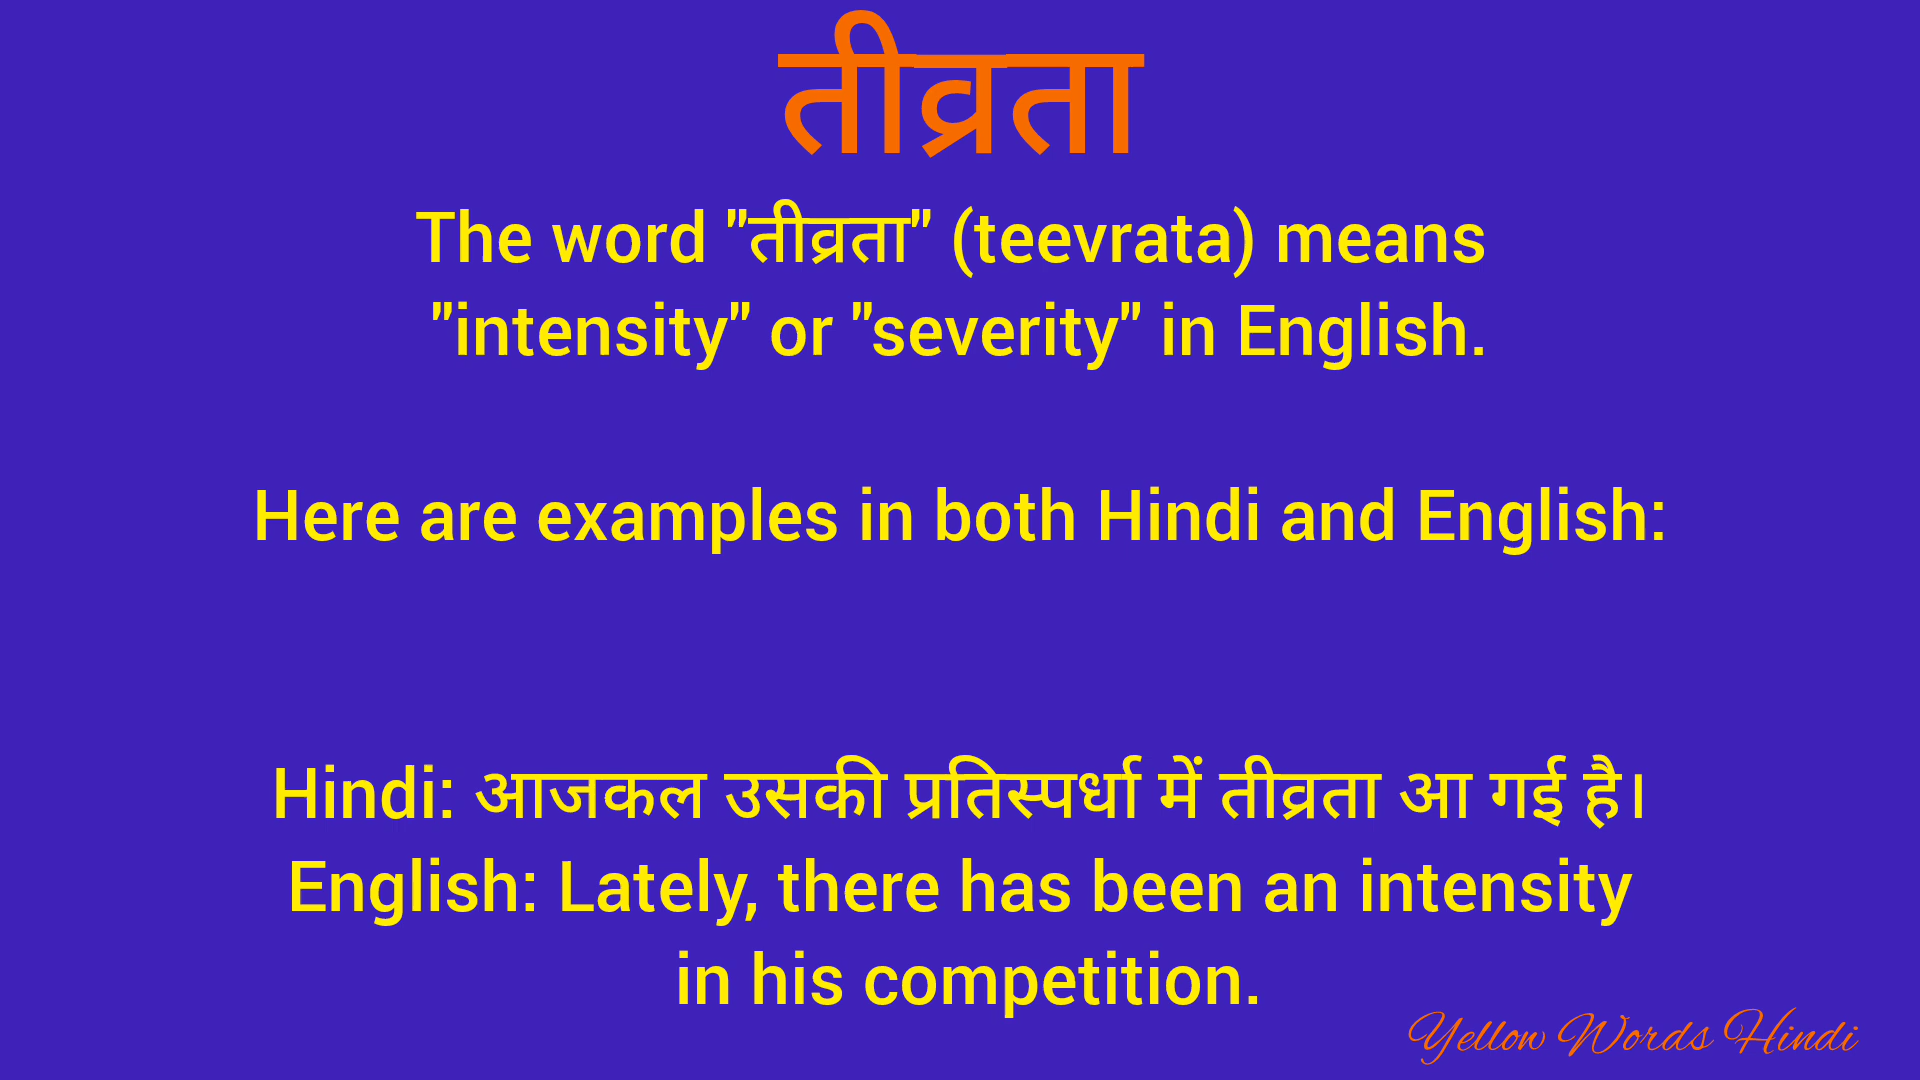 तीव्रता
The word "तीव्रता" (teevrata) means
"intensity" or "severity" in English.
Here are examples in both Hindi and English:
Hindi: आजकल उसकी प्रतिस्पर्धा में तीव्रता आ गई है।
English: Lately, there has been an intensity
in his competition.
Yellow Words Hindi